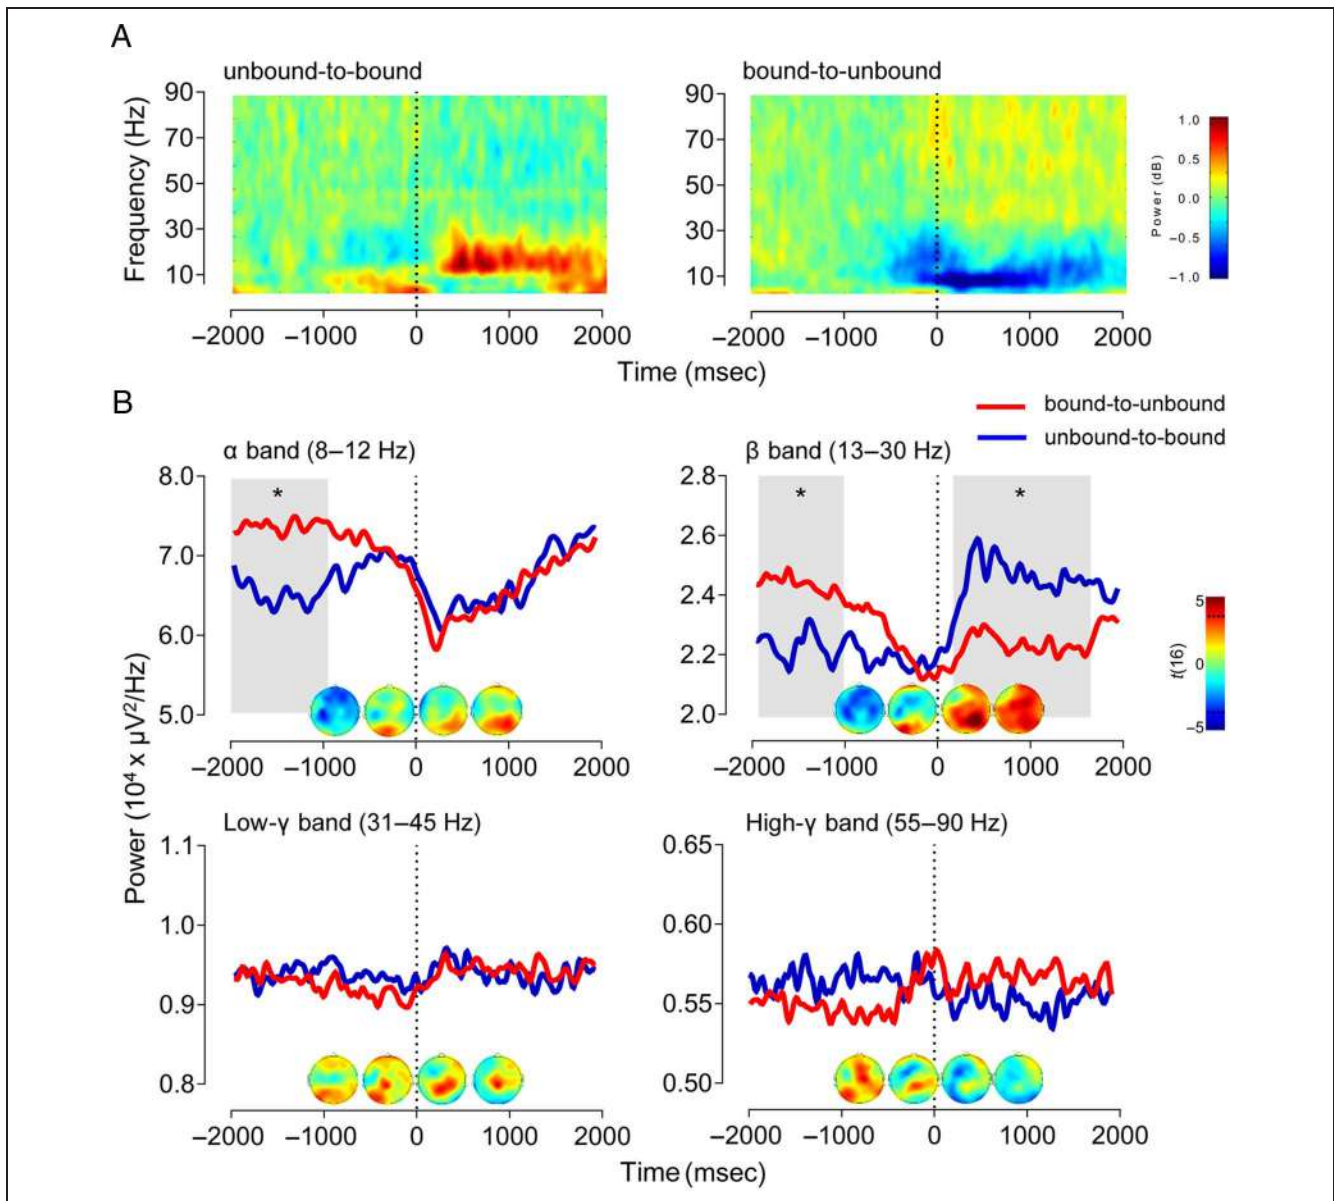 A
unbound-to-bound
bound-to-unbound
Frequency (Hz)
90
70
50
30
10
90
70
50
30
10
1.0
0.5
0.0
−0.5
−1.0
Power (dB)
−2000 −1000 0 1000 2000
−2000 −1000 0 1000 2000
Time (msec)
B
bound-to-unbound
unbound-to-bound
α band (8–12 Hz)
β band (13–30 Hz)
8.0
7.0
6.0
5.0
*
2.8
2.6
2.4
2.2
2.0
* *
5
0
−5
t(16)
−2000 −1000 0 1000 2000
−2000 −1000 0 1000 2000
Power (10⁴ x µV²/Hz)
Low-γ band (31–45 Hz)
High-γ band (55–90 Hz)
1.1
1.0
0.9
0.8
0.65
0.60
0.55
0.50
−2000 −1000 0 1000 2000
−2000 −1000 0 1000 2000
Time (msec)